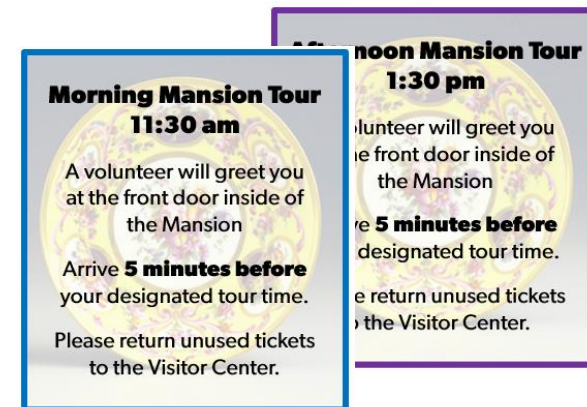 Morning Mansion Tour
11:30 am
A volunteer will greet you
at the front door inside of
the Mansion
Arrive 5 minutes before
your designated tour time.
Please return unused tickets
to the Visitor Center.
Afternoon Mansion Tour
1:30 pm
will greet you
front door inside of
the Mansion
5 minutes before
designated tour time.
return unused tickets
the Visitor Center.